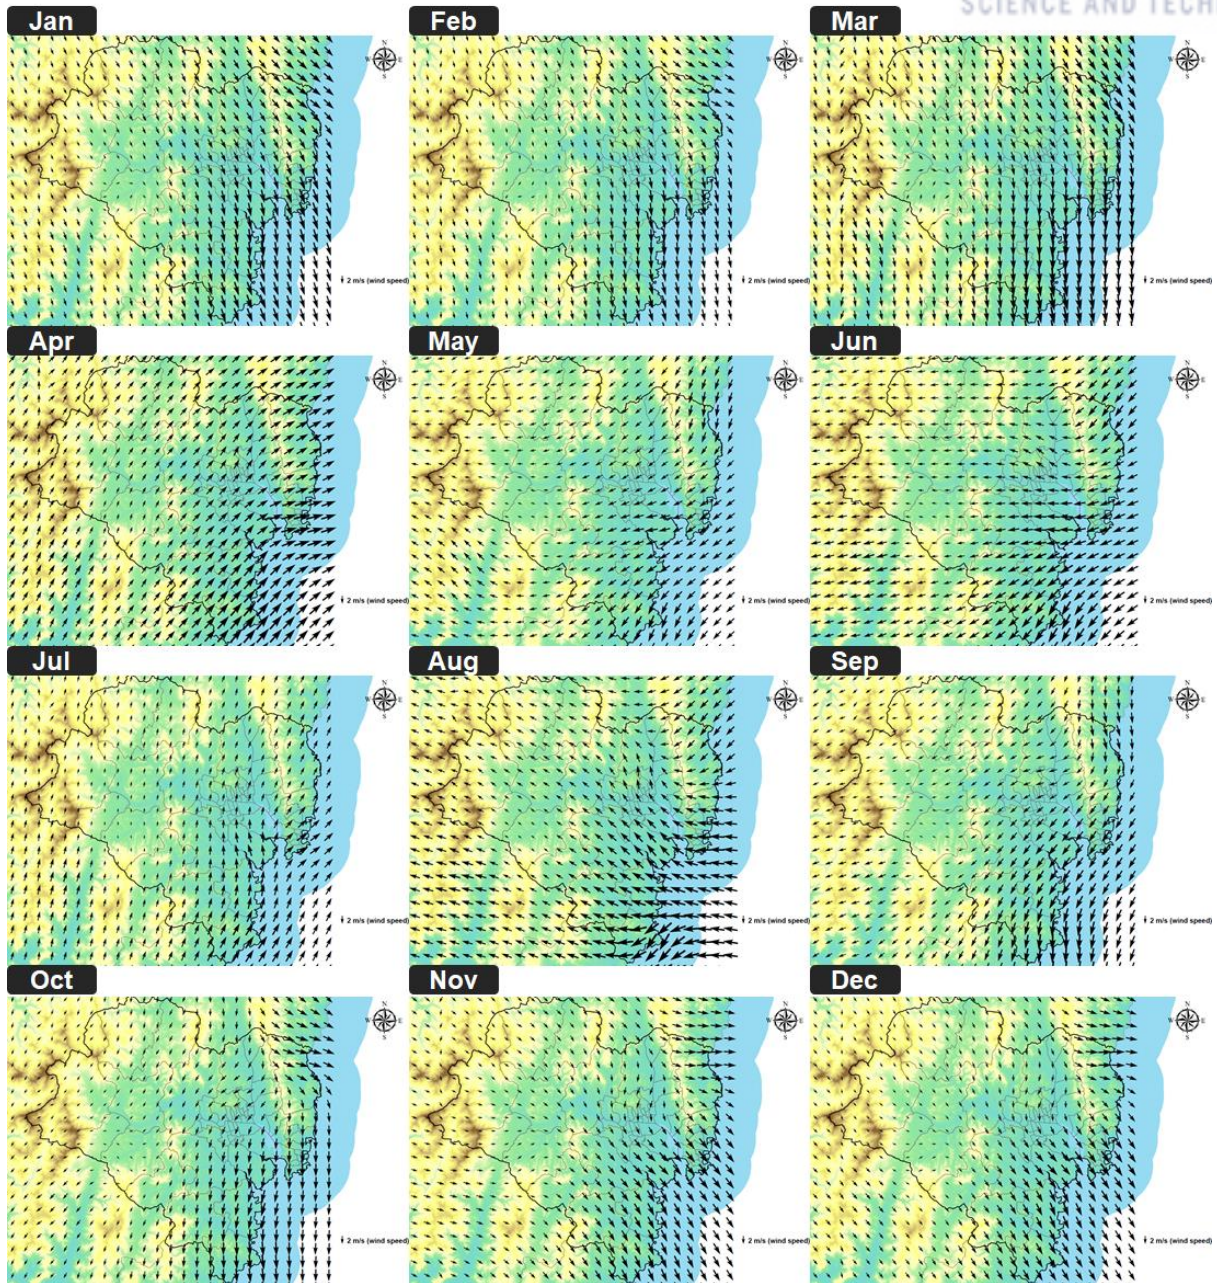 SCIENCE AND TECH
Jan
Feb
Mar
N
W E
S
N
W E
S
N
W E
S
2 m/s (wind speed)
2 m/s (wind speed)
2 m/s (wind speed)
Apr
May
Jun
N
W E
S
N
W E
S
N
W E
S
2 m/s (wind speed)
2 m/s (wind speed)
2 m/s (wind speed)
Jul
Aug
Sep
N
W E
S
N
W E
S
N
W E
S
2 m/s (wind speed)
2 m/s (wind speed)
2 m/s (wind speed)
Oct
Nov
Dec
N
W E
S
N
W E
S
N
W E
S
2 m/s (wind speed)
2 m/s (wind speed)
2 m/s (wind speed)